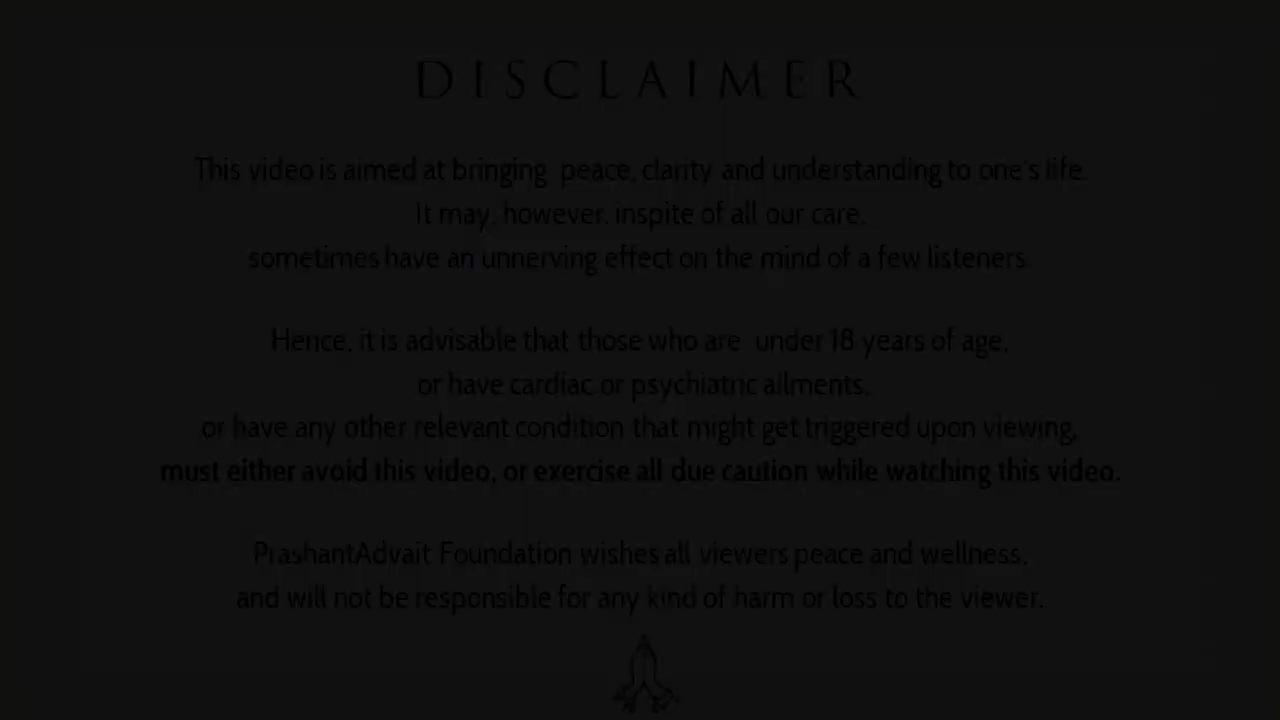 DISCLAIMER
This video is aimed at bringing peace, clarity and understanding to one's life.
It may, however, inspite of all our care,
sometimes have an unnerving effect on the mind of a few listeners
Hence, it is advisable that those who are under 18 years of age,
or have cardiac or psychiatric ailments,
or have any other relevant condition that might get triggered upon viewing,
must either avoid this video, or exercise all due caution while watching this video.
PrashantAdvait Foundation wishes all viewers peace and wellness,
and will not be responsible for any kind of harm or loss to the viewer.